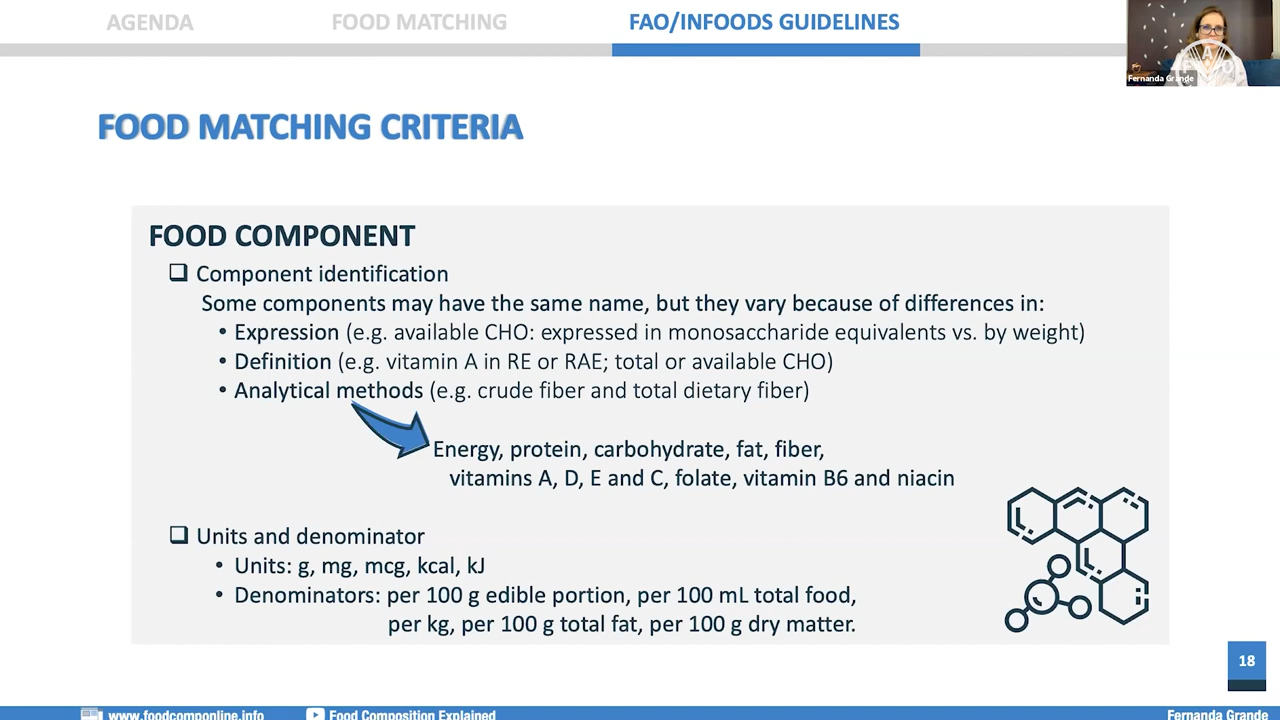 AGENDA
FOOD MATCHING
FAO/INFOODS GUIDELINES
Fernanda Grande
FOOD MATCHING CRITERIA
FOOD COMPONENT
❑ Component identification
Some components may have the same name, but they vary because of differences in:
• Expression (e.g. available CHO: expressed in monosaccharide equivalents vs. by weight)
• Definition (e.g. vitamin A in RE or RAE; total or available CHO)
• Analytical methods (e.g. crude fiber and total dietary fiber)
Energy, protein, carbohydrate, fat, fiber,
vitamins A, D, E and C, folate, vitamin B6 and niacin
❑ Units and denominator
• Units: g, mg, mcg, kcal, kJ
• Denominators: per 100 g edible portion, per 100 mL total food,
per kg, per 100 g total fat, per 100 g dry matter.
18
www.foodcomponline.info
Food Composition Explained
Fernanda Grande